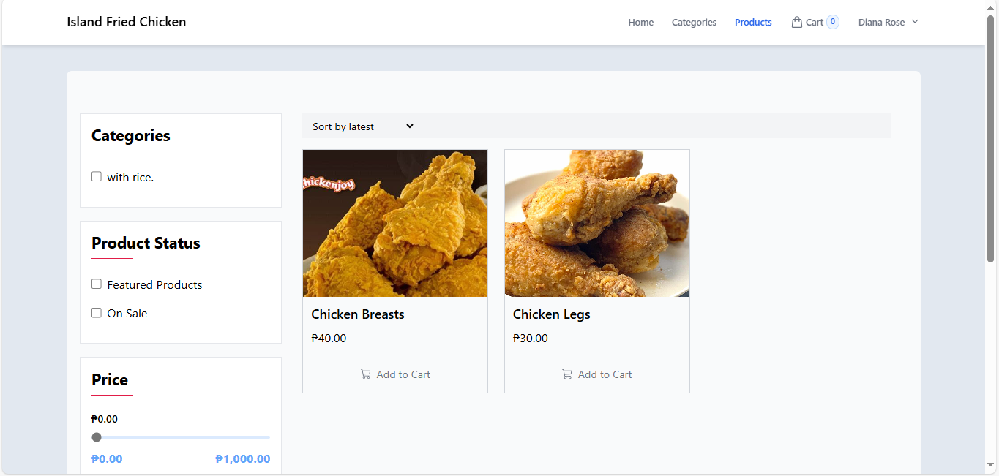 Island Fried Chicken
Home Categories Products Cart 0 Diana Rose
Categories
with rice.
Product Status
Featured Products
On Sale
Price
₱0.00
₱0.00 ₱1,000.00
Sort by latest
hickenjoy
Chicken Breasts
₱40.00
Add to Cart
Chicken Legs
₱30.00
Add to Cart